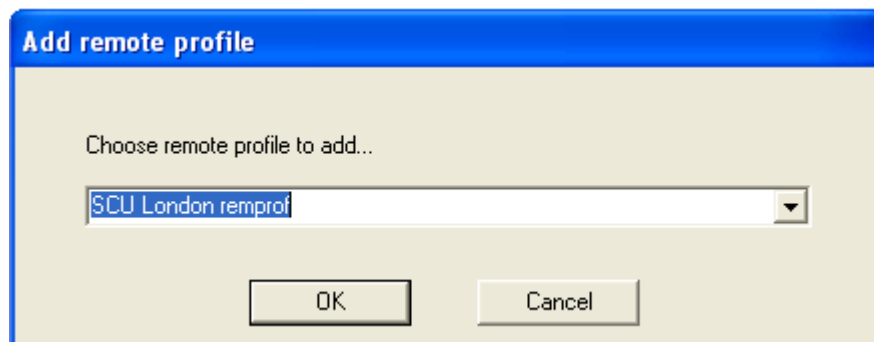 Add remote profile
Choose remote profile to add...
SCU London remprof
OK
Cancel